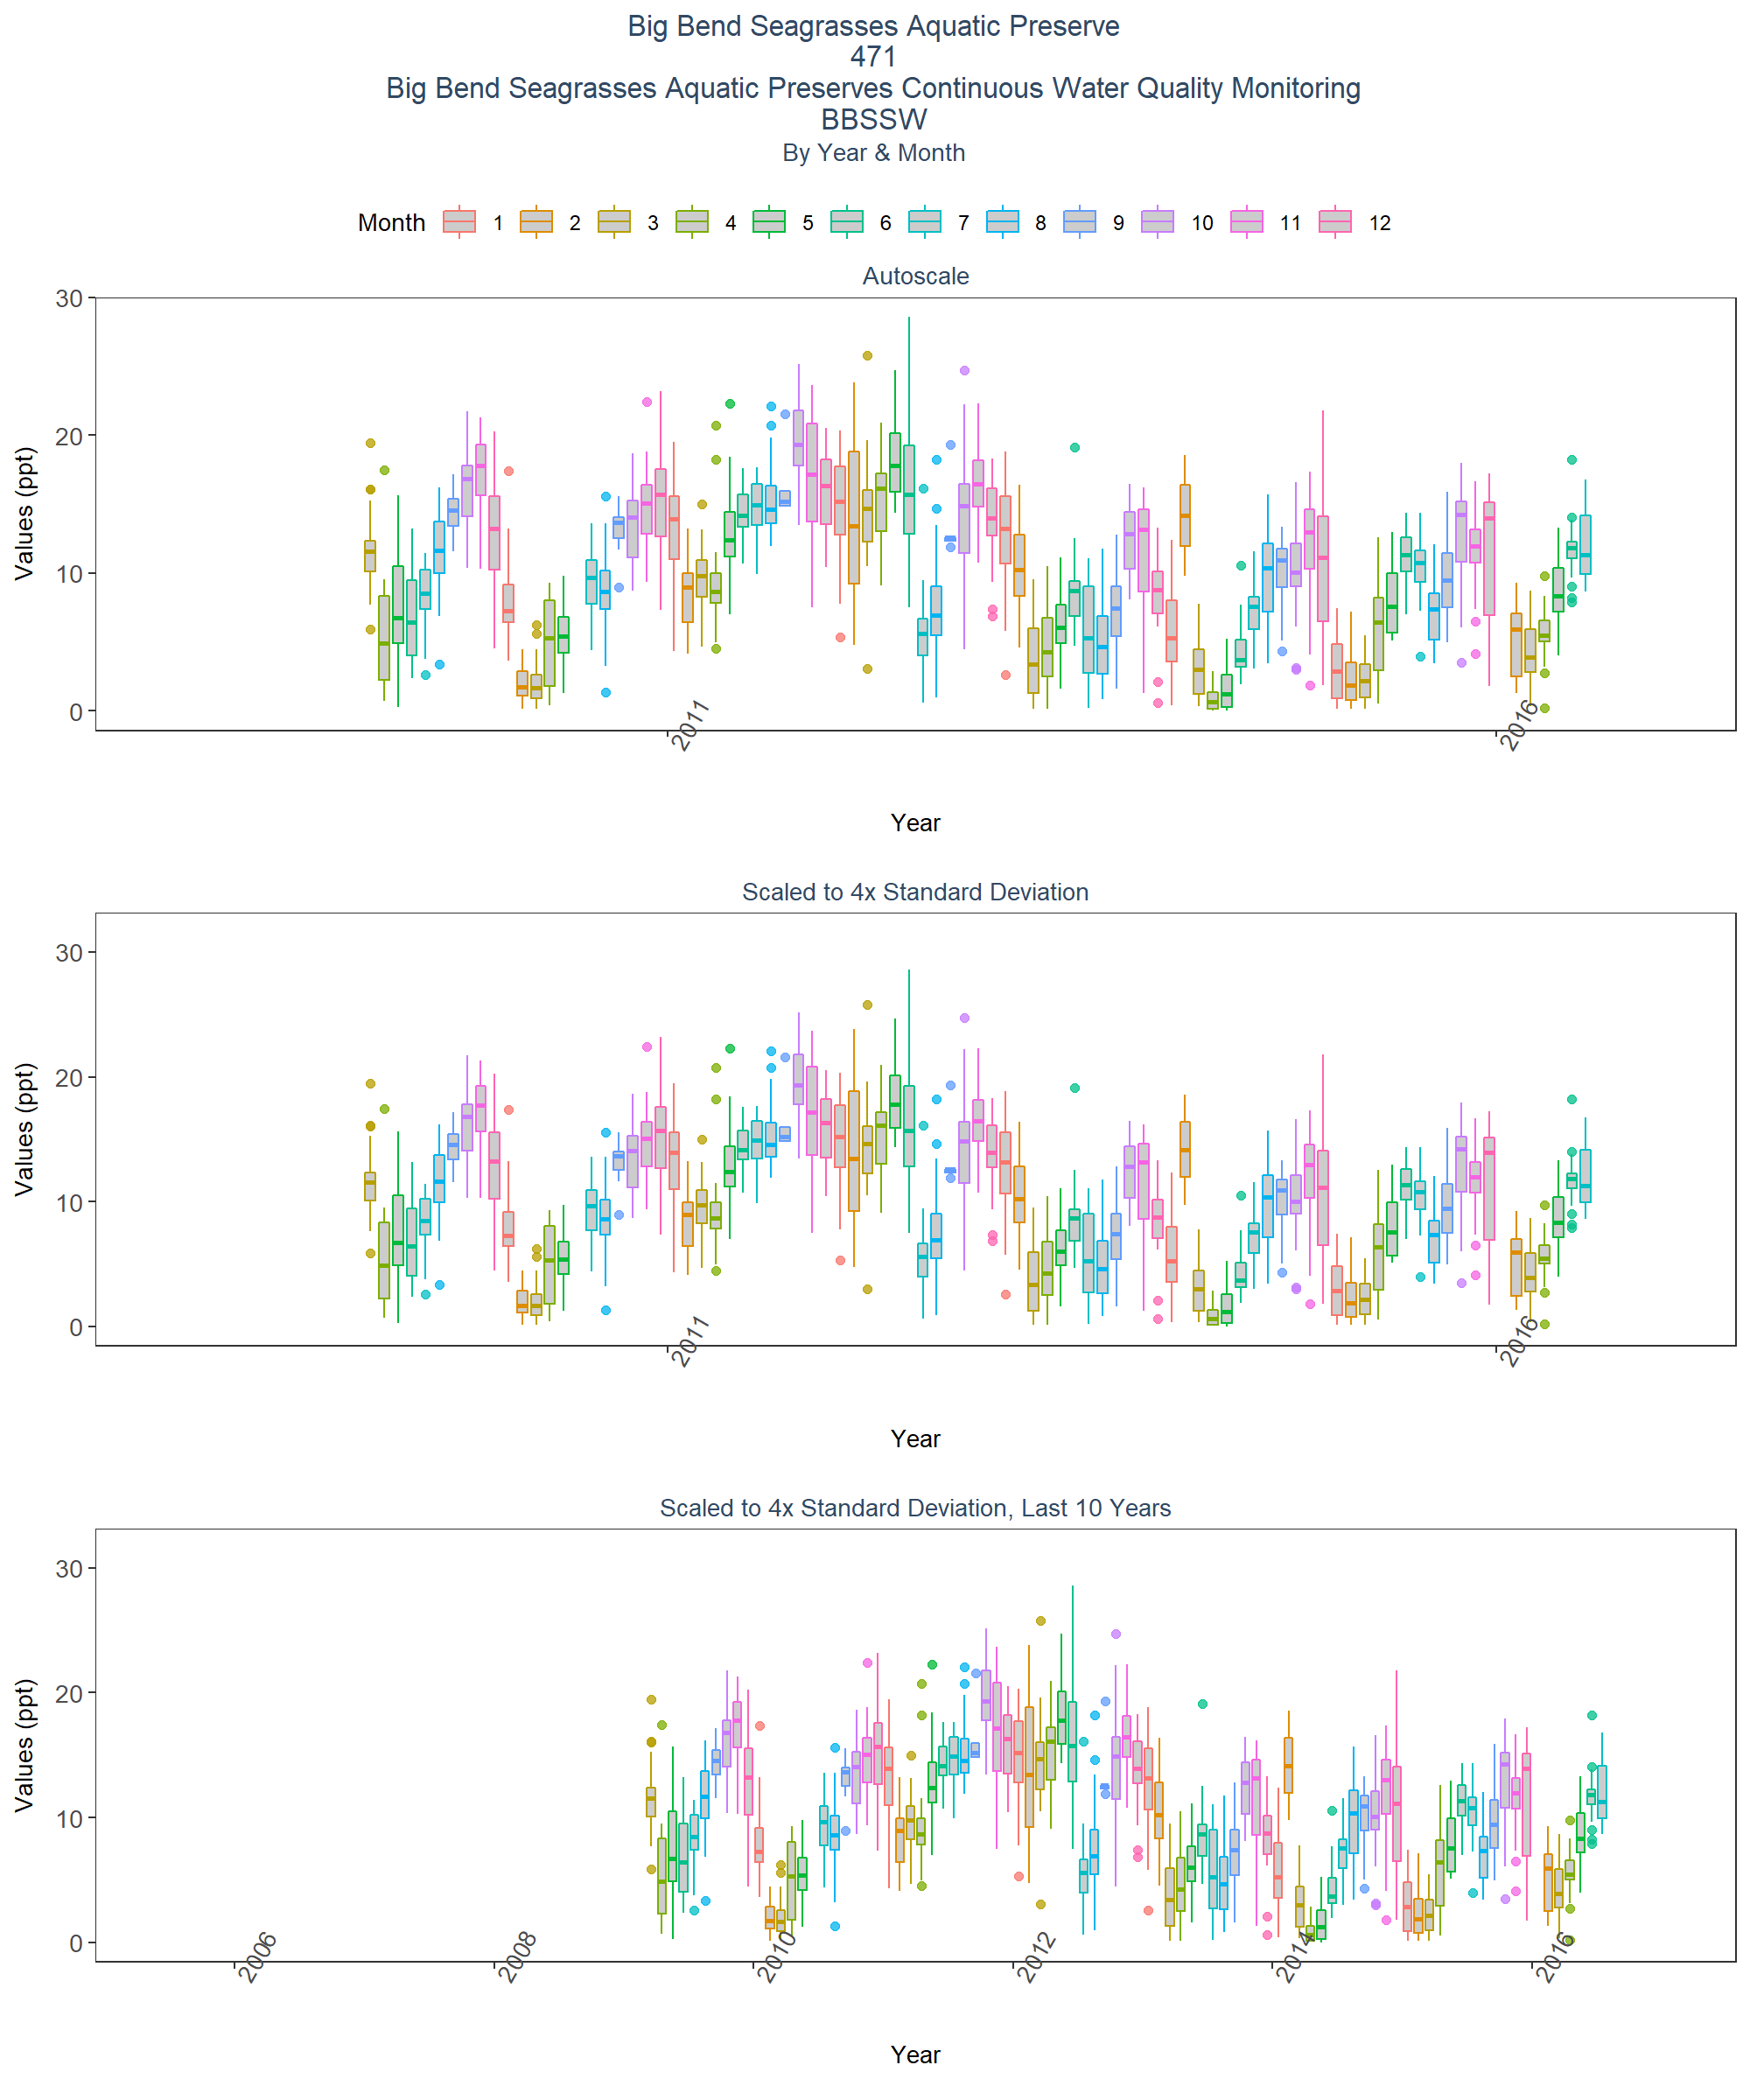 Big Bend Seagrasses Aquatic Preserve
471
Big Bend Seagrasses Aquatic Preserves Continuous Water Quality Monitoring
BBSSW
By Year & Month
Month 1 2 3 4 5 6 7 8 9 10 11 12
Autoscale
Values (ppt)
30
20
10
0
2011 2016
Year
Scaled to 4x Standard Deviation
Values (ppt)
30
20
10
0
2011 2016
Year
Scaled to 4x Standard Deviation, Last 10 Years
Values (ppt)
30
20
10
0
2006 2008 2010 2012 2014 2016
Year